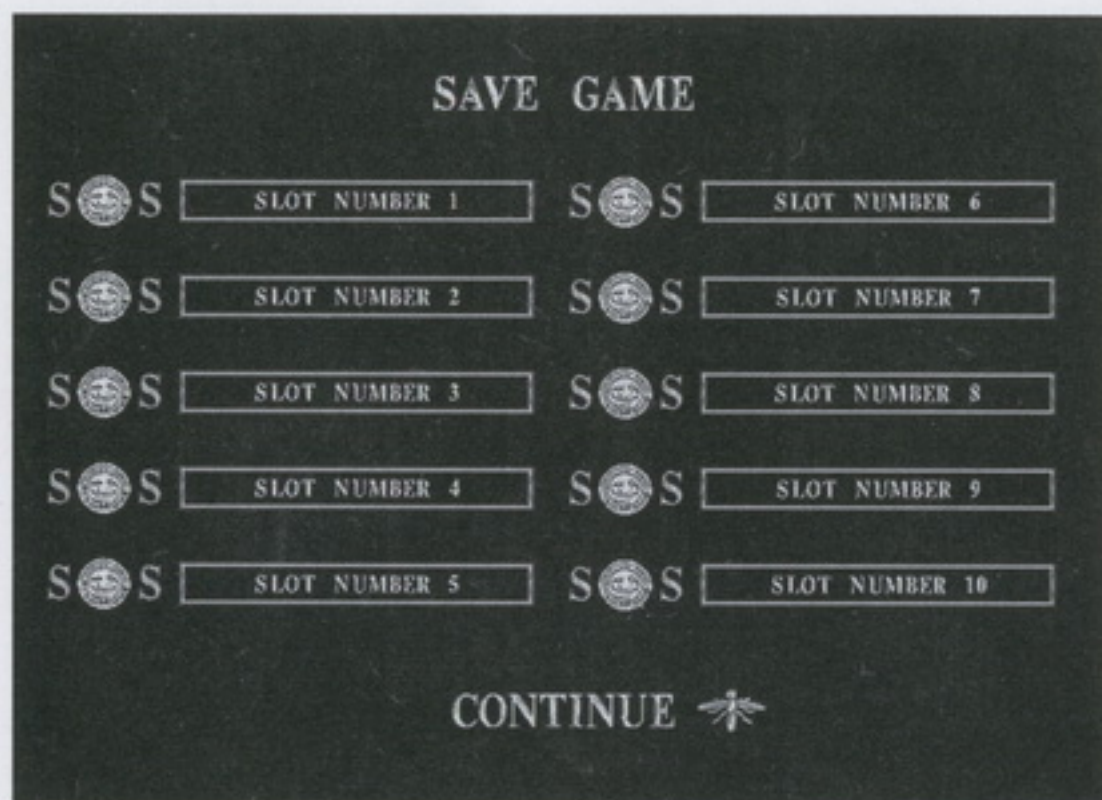 SAVE GAME
S S SLOT NUMBER 1
S S SLOT NUMBER 2
S S SLOT NUMBER 3
S S SLOT NUMBER 4
S S SLOT NUMBER 5
S S SLOT NUMBER 6
S S SLOT NUMBER 7
S S SLOT NUMBER 8
S S SLOT NUMBER 9
S S SLOT NUMBER 10
CONTINUE